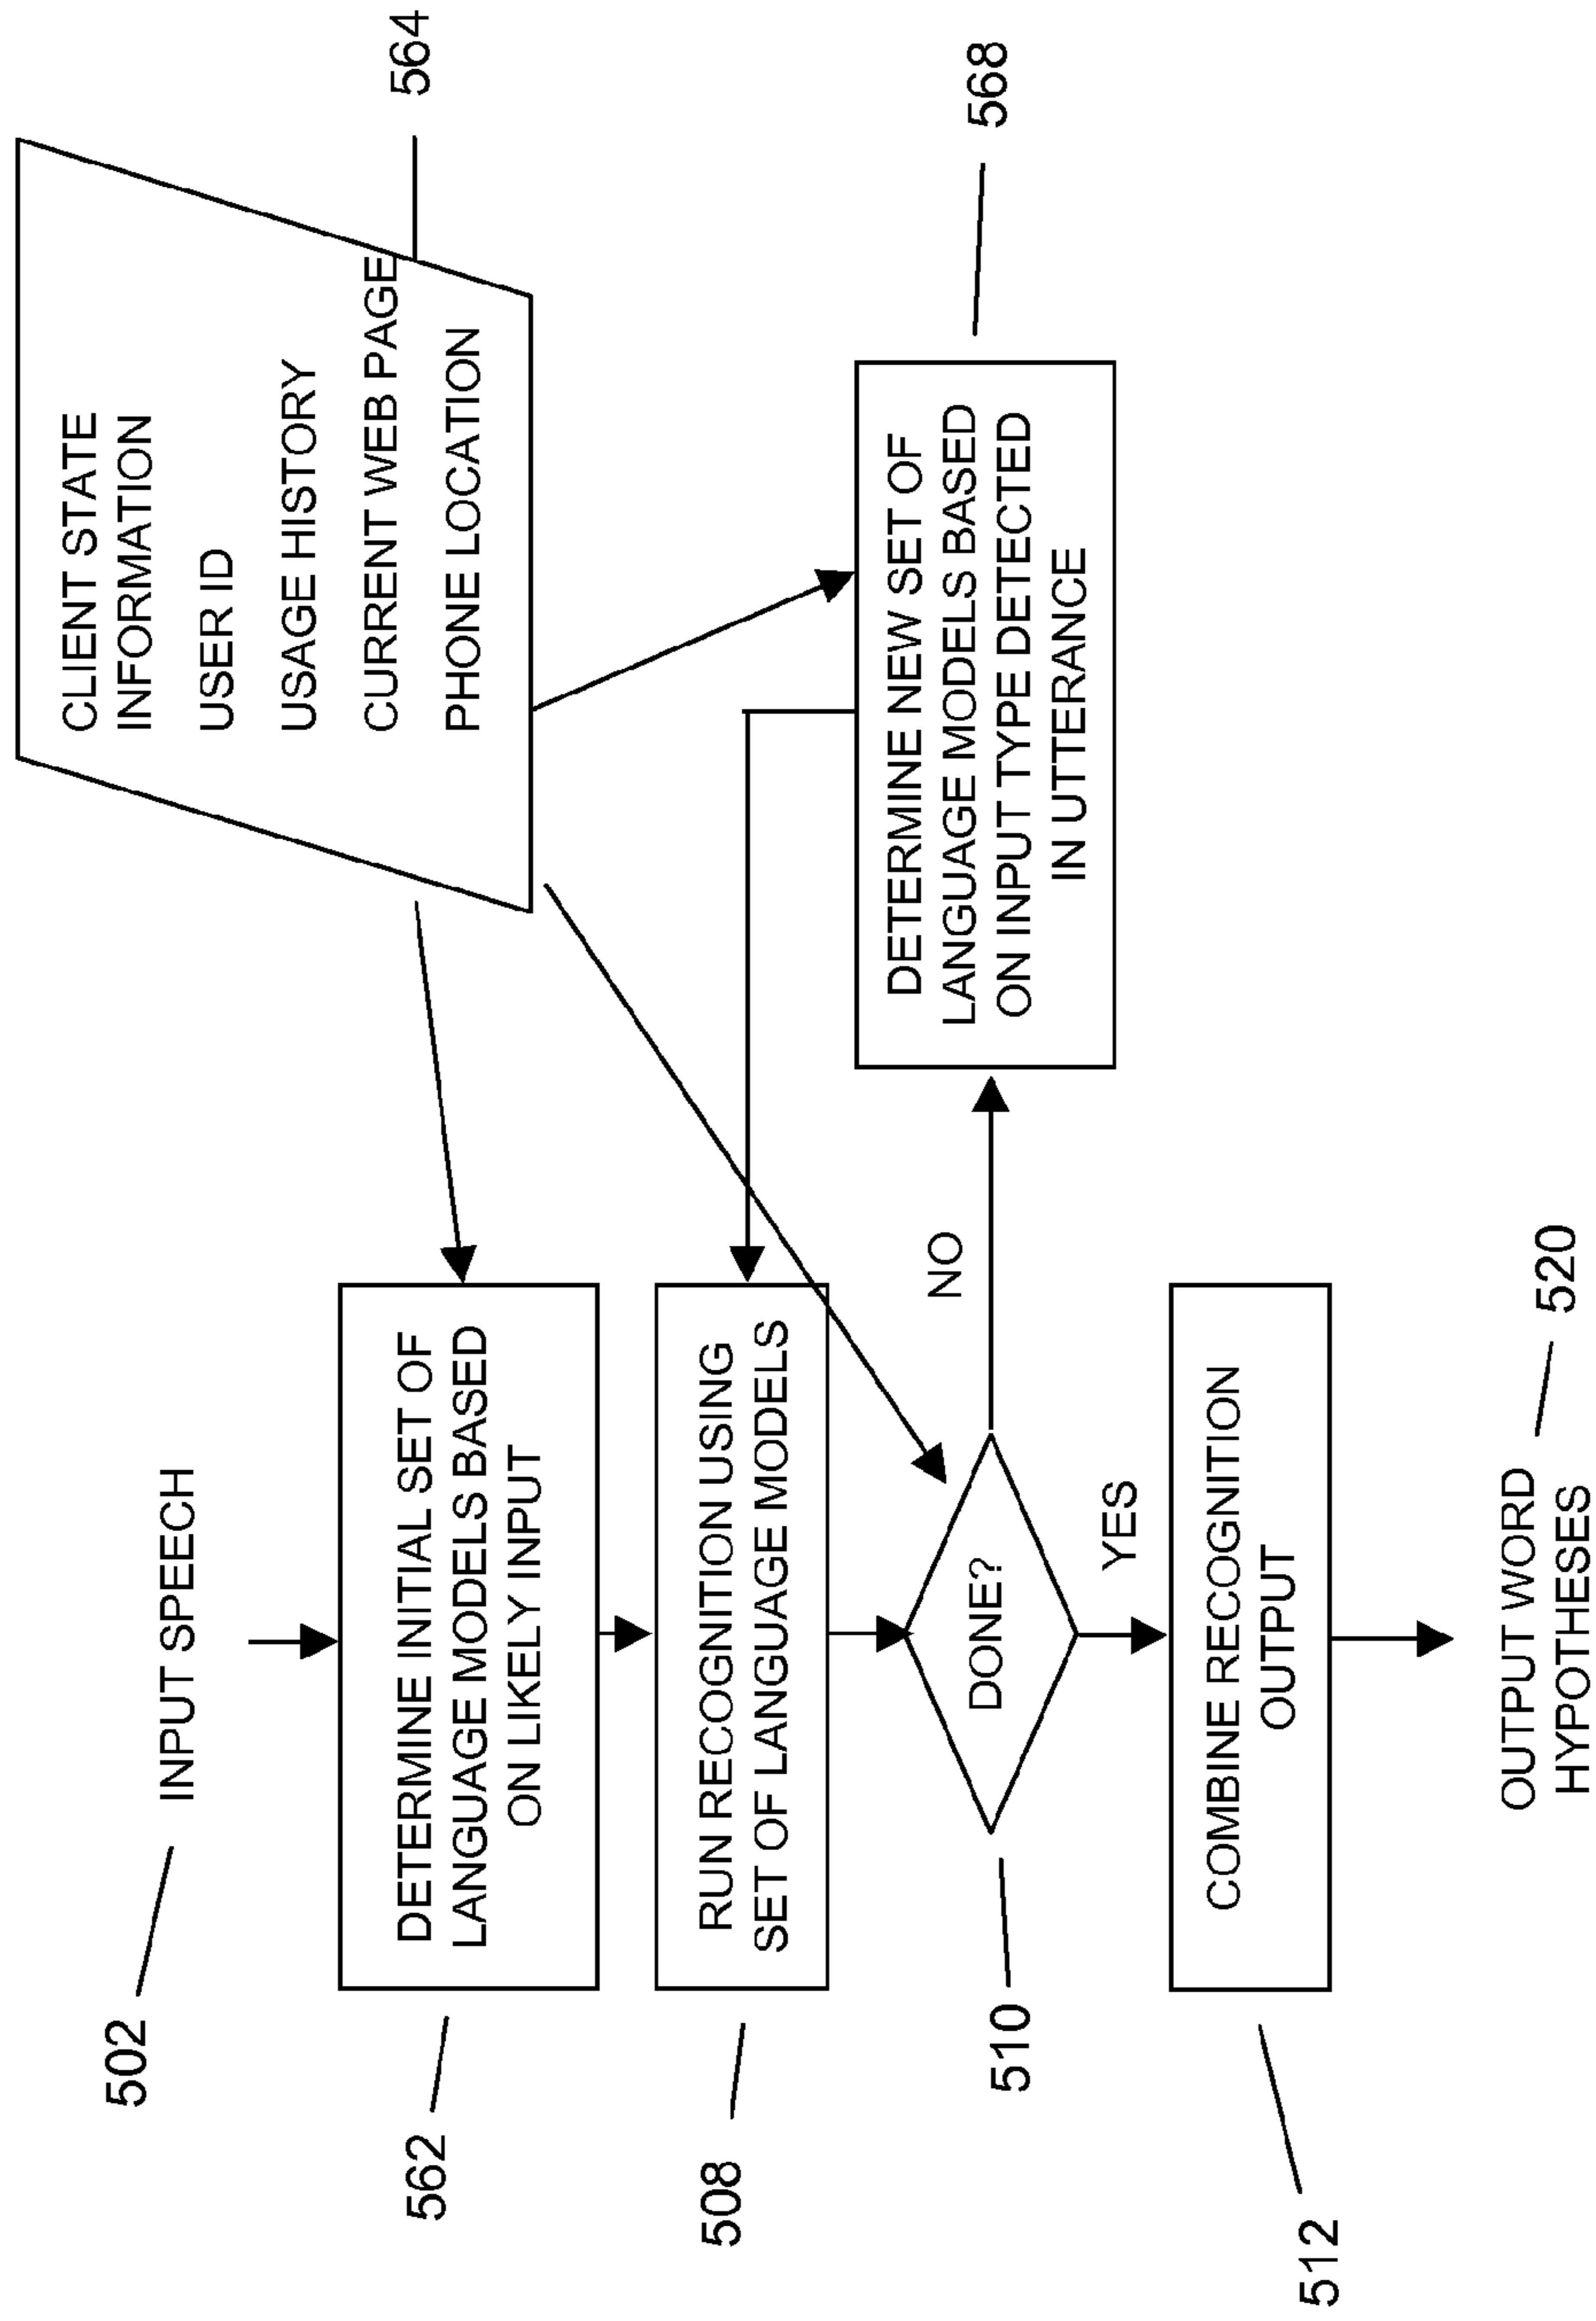 502
INPUT SPEECH
CLIENT STATE
INFORMATION
USER ID
USAGE HISTORY
CURRENT WEB PAGE
PHONE LOCATION
564
562
DETERMINE INITIAL SET OF
LANGUAGE MODELS BASED
ON LIKELY INPUT
508
RUN RECOGNITION USING
SET OF LANGUAGE MODELS
510
DONE?
NO
YES
DETERMINE NEW SET OF
LANGUAGE MODELS BASED
ON INPUT TYPE DETECTED
IN UTTERANCE
568
512
COMBINE RECOGNITION
OUTPUT
OUTPUT WORD
HYPOTHESES
520